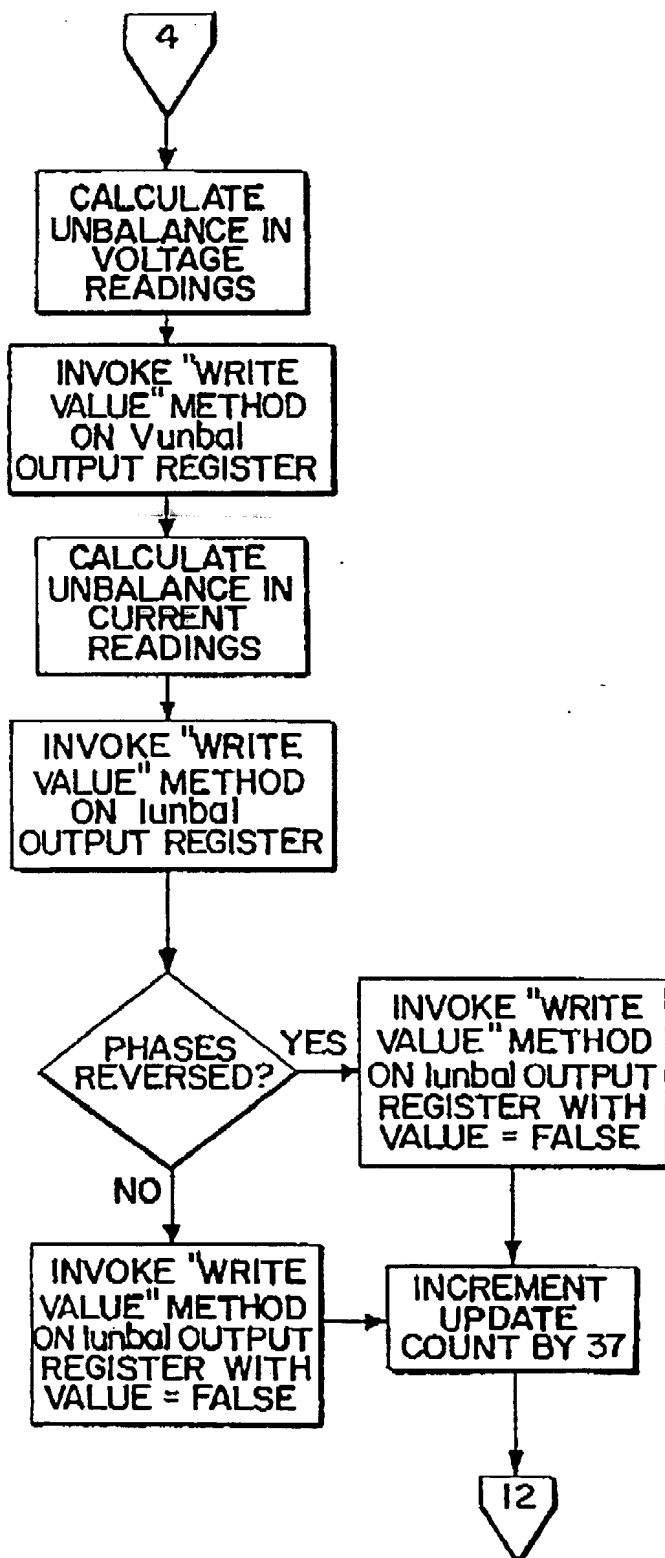 4
CALCULATE
UNBALANCE IN
VOLTAGE
READINGS
INVOKE "WRITE
VALUE" METHOD
ON Vunbal
OUTPUT REGISTER
CALCULATE
UNBALANCE IN
CURRENT
READINGS
INVOKE "WRITE
VALUE" METHOD
ON Iunbal
OUTPUT REGISTER
PHASES
REVERSED?
YES
INVOKE "WRITE
VALUE" METHOD
ON Iunbal OUTPUT
REGISTER WITH
VALUE = FALSE
NO
INVOKE "WRITE
VALUE" METHOD
ON Iunbal OUTPUT
REGISTER WITH
VALUE = FALSE
INCREMENT
UPDATE
COUNT BY 37
12